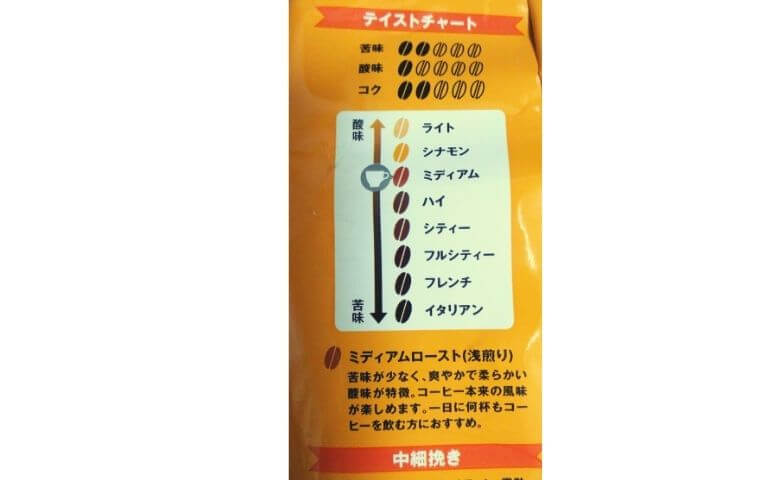 テイストチャート
苦味
酸味
コク
酸味
ライト
シナモン
ミディアム
ハイ
シティー
フルシティー
フレンチ
イタリアン
苦味
ミディアムロースト(浅煎り)
苦味が少なく、爽やかで柔らかい
酸味が特徴。コーヒー本来の風味
が楽しめます。一日に何杯もコー
ヒーを飲む方におすすめ。
中細挽き